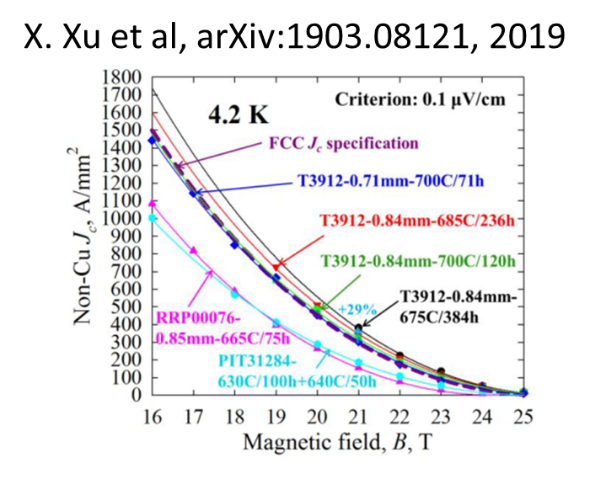 X. Xu et al, arXiv:1903.08121, 2019
1800
1700
1600
1500
1400
1300
1200
1100
1000
900
800
700
600
500
400
300
200
100
0
Non-Cu Jc, A/mm²
4.2 K
Criterion: 0.1 μV/cm
FCC Jc specification
T3912-0.71mm-700C/71h
T3912-0.84mm-685C/236h
T3912-0.84mm-700C/120h
+29%
T3912-0.84mm-
675C/384h
RRP00076-
0.85mm-665C/75h
PIT31284-
630C/100h+640C/50h
16 17 18 19 20 21 22 23 24 25
Magnetic field, B, T